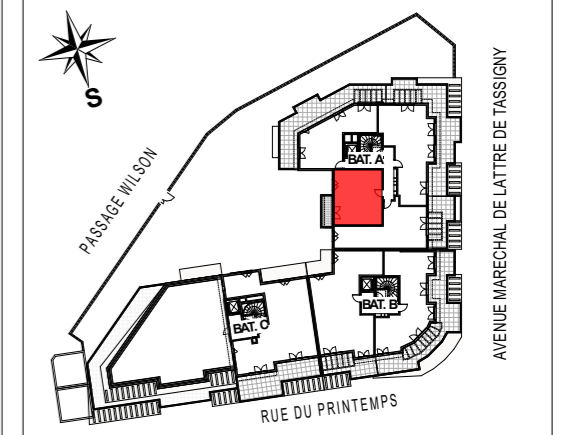 S
PASSAGE WILSON
AVENUE MARECHAL DE LATTRE DE TASSIGNY
BAT. A
BAT. B
BAT. C
RUE DU PRINTEMPS